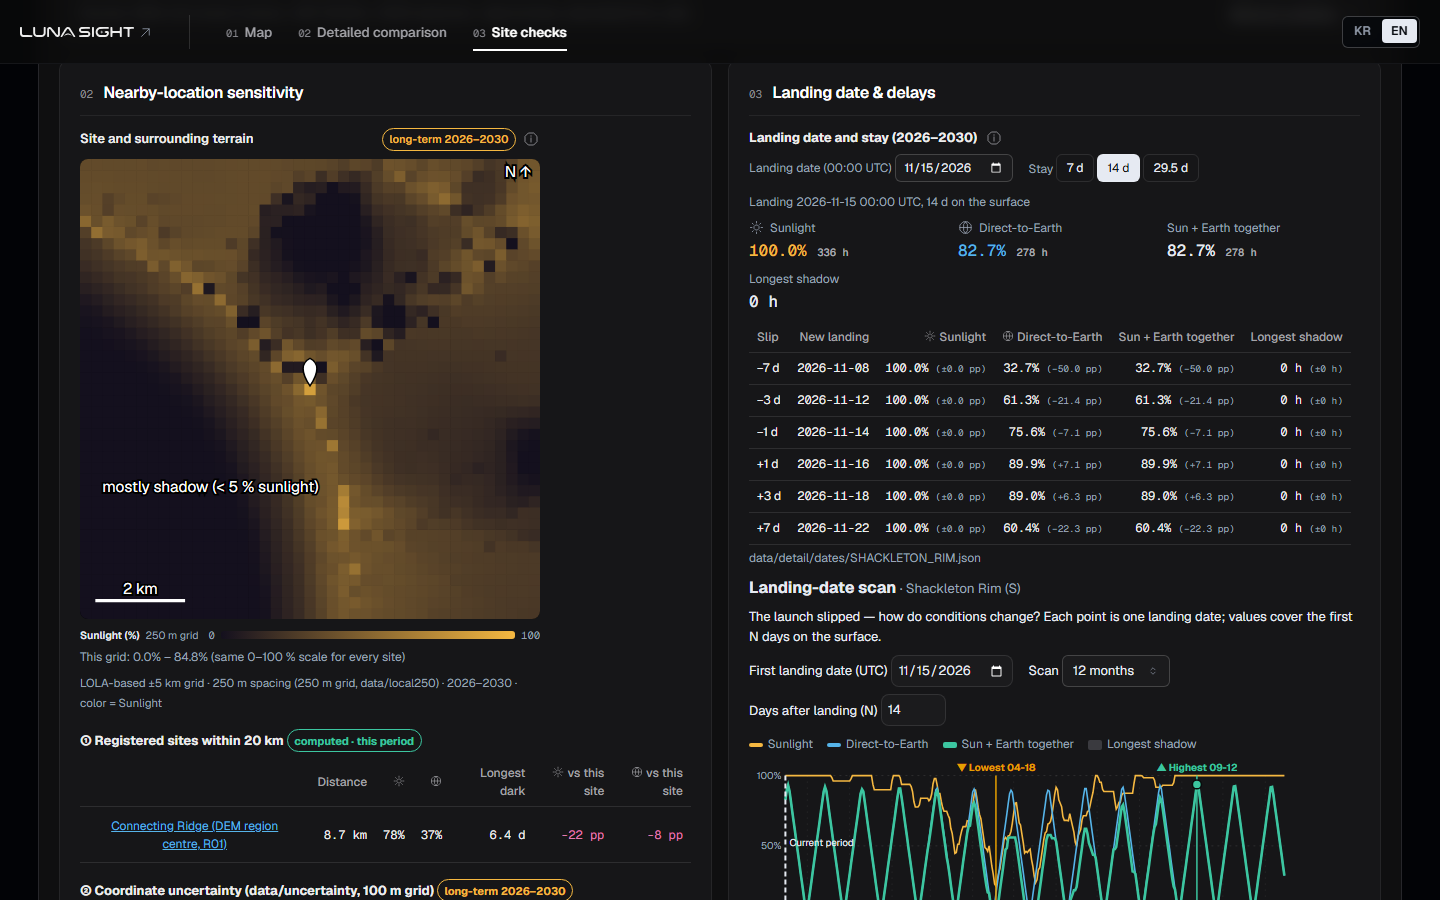 LUNA SIGHT ↗
01 Map
02 Detailed comparison
03 Site checks
KR EN
02 Nearby-location sensitivity
Site and surrounding terrain
long-term 2026–2030
N↑
mostly shadow (< 5 % sunlight)
2 km
Sunlight (%) 250 m grid 0 100
This grid: 0.0% – 84.8% (same 0–100 % scale for every site)
LOLA-based ±5 km grid · 250 m spacing (250 m grid, data/local250) · 2026–2030 ·
color = Sunlight
① Registered sites within 20 km computed · this period
Distance Longest dark vs this site vs this site
Connecting Ridge (DEM region centre, R01) 8.7 km 78% 37% 6.4 d -22 pp -8 pp
② Coordinate uncertainty (data/uncertainty, 100 m grid) long-term 2026–2030
03 Landing date & delays
Landing date and stay (2026–2030)
Landing date (00:00 UTC) 11/15/2026 Stay 7 d 14 d 29.5 d
Landing 2026-11-15 00:00 UTC, 14 d on the surface
Sunlight Direct-to-Earth Sun + Earth together
100.0% 336 h 82.7% 278 h 82.7% 278 h
Longest shadow
0 h
Slip New landing Sunlight Direct-to-Earth Sun + Earth together Longest shadow
−7 d 2026-11-08 100.0% (±0.0 pp) 32.7% (−50.0 pp) 32.7% (−50.0 pp) 0 h (±0 h)
−3 d 2026-11-12 100.0% (±0.0 pp) 61.3% (−21.4 pp) 61.3% (−21.4 pp) 0 h (±0 h)
−1 d 2026-11-14 100.0% (±0.0 pp) 75.6% (−7.1 pp) 75.6% (−7.1 pp) 0 h (±0 h)
+1 d 2026-11-16 100.0% (±0.0 pp) 89.9% (+7.1 pp) 89.9% (+7.1 pp) 0 h (±0 h)
+3 d 2026-11-18 100.0% (±0.0 pp) 89.0% (+6.3 pp) 89.0% (+6.3 pp) 0 h (±0 h)
+7 d 2026-11-22 100.0% (±0.0 pp) 60.4% (−22.3 pp) 60.4% (−22.3 pp) 0 h (±0 h)
data/detail/dates/SHACKLETON_RIM.json
Landing-date scan · Shackleton Rim (S)
The launch slipped — how do conditions change? Each point is one landing date; values cover the first
N days on the surface.
First landing date (UTC) 11/15/2026 Scan 12 months
Days after landing (N) 14
Sunlight Direct-to-Earth Sun + Earth together Longest shadow
▼ Lowest 04-18 ▲ Highest 09-12
100%
50%
Current period